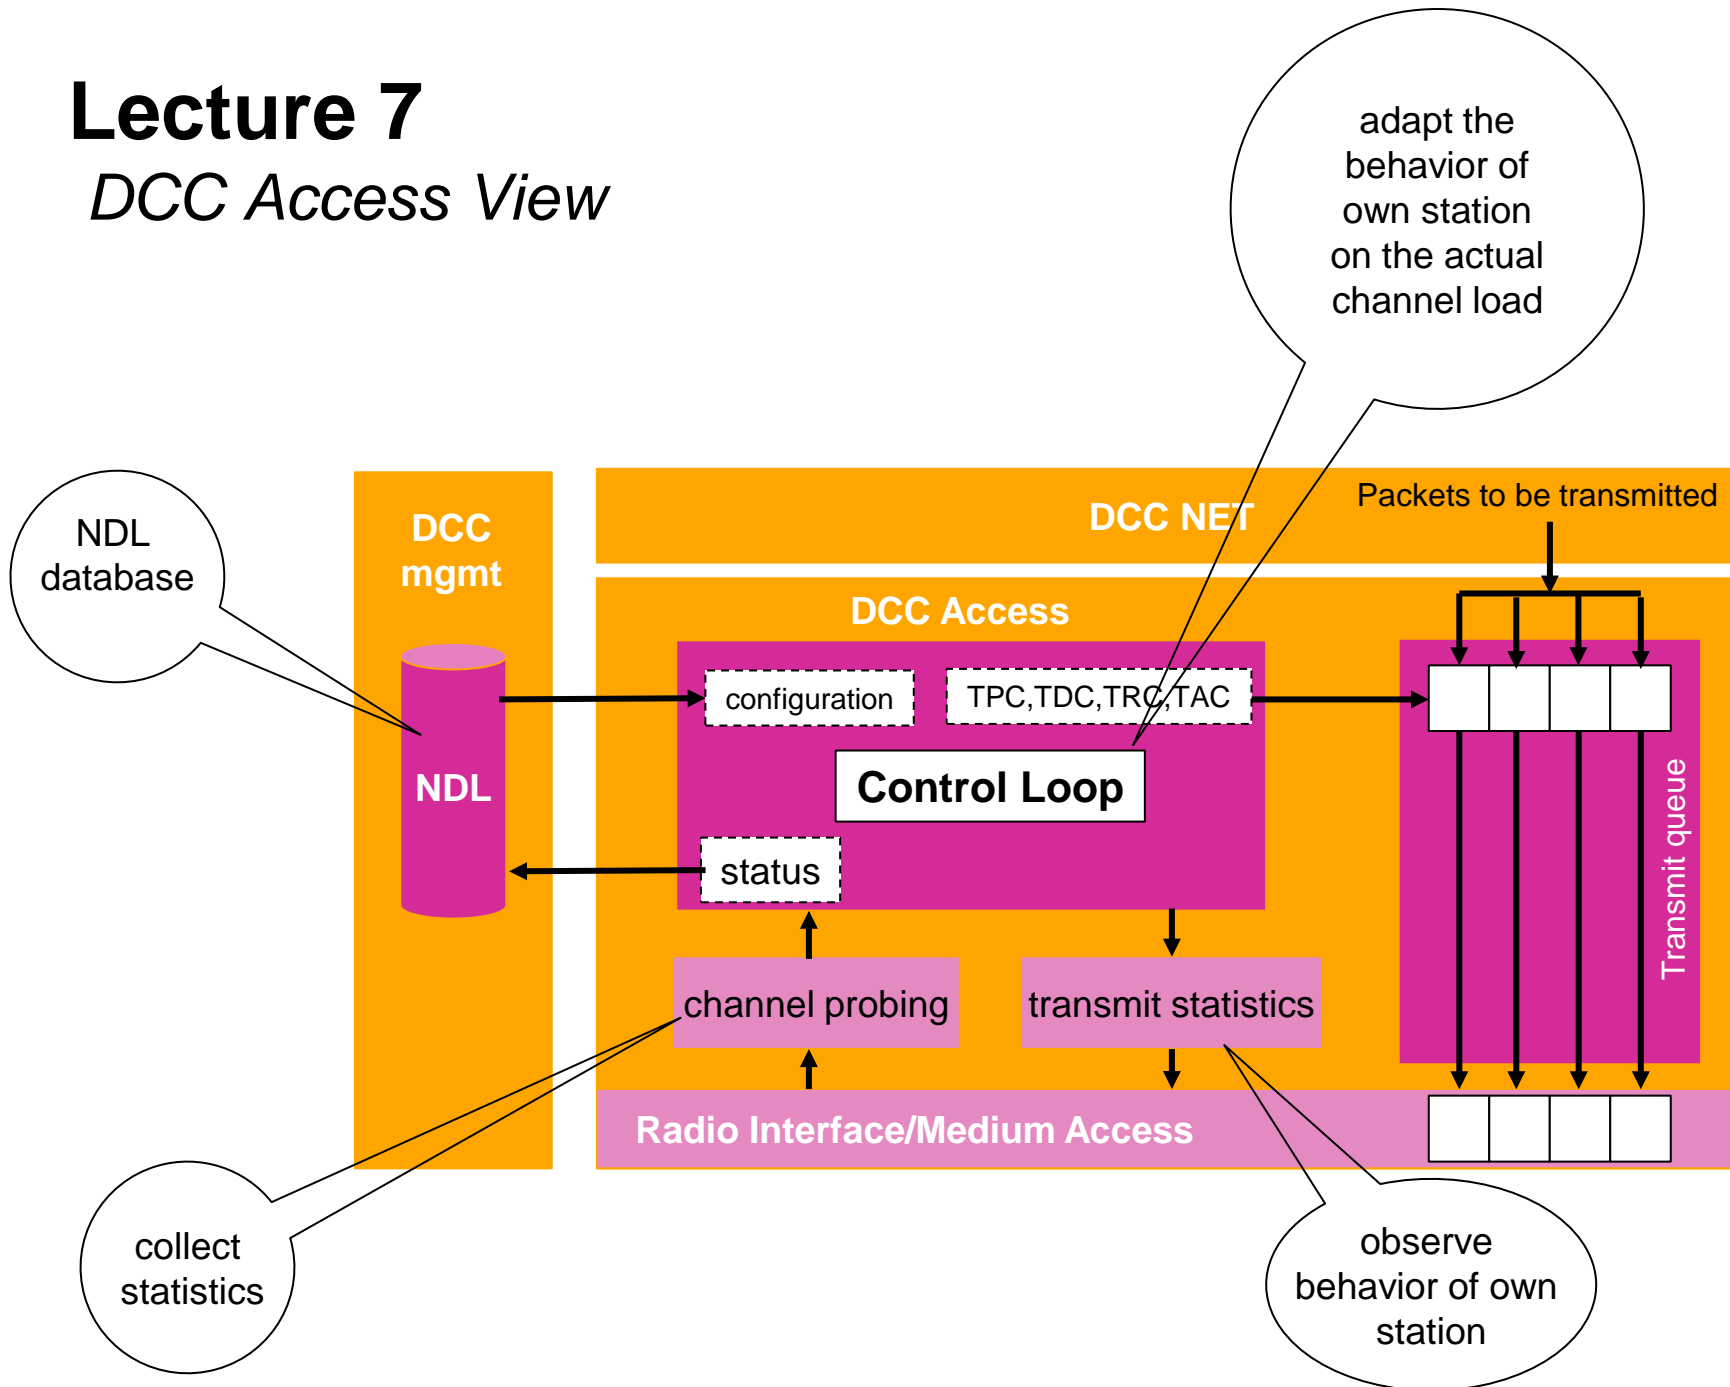 Lecture 7
DCC Access View
adapt the
behavior of
own station
on the actual
channel load
NDL
database
DCC
mgmt
DCC NET
Packets to be transmitted
DCC Access
configuration
TPC,TDC,TRC,TAC
Control Loop
NDL
status
Transmit queue
channel probing
transmit statistics
Radio Interface/Medium Access
collect
statistics
observe
behavior of own
station